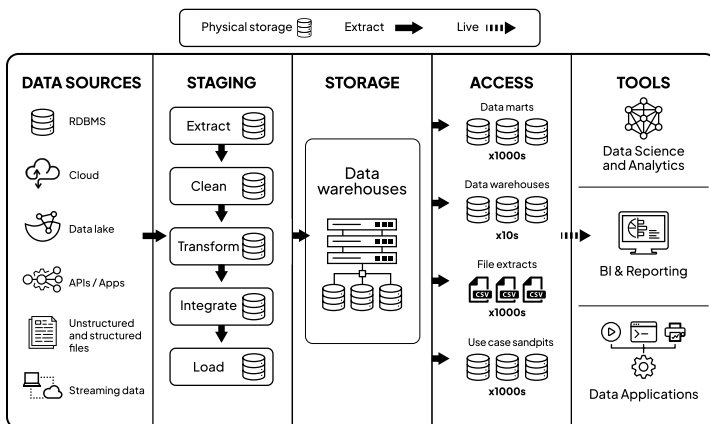 Physical storage
Extract
Live
DATA SOURCES
RDBMS
Cloud
Data lake
APIs / Apps
Unstructured
and structured
files
Streaming data
STAGING
Extract
Clean
Transform
Integrate
Load
STORAGE
Data
warehouses
ACCESS
Data marts
x1000s
Data warehouses
x10s
File extracts
CSV
CSV
CSV
x1000s
Use case sandpits
x1000s
TOOLS
Data Science
and Analytics
BI & Reporting
Data Applications